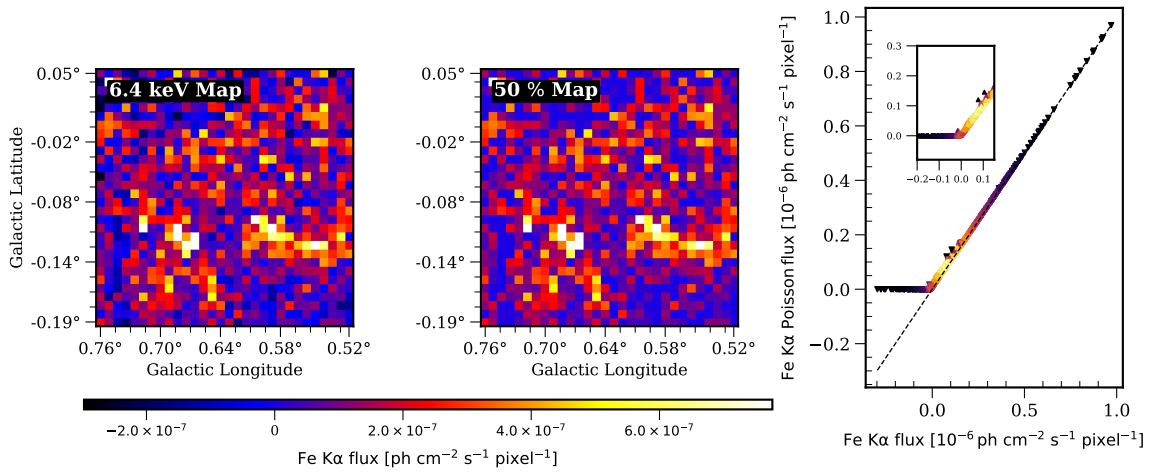 6.4 keV Map
0.05°
-0.02°
-0.08°
-0.14°
-0.19°
Galactic Latitude
0.76° 0.70° 0.64° 0.58° 0.52°
Galactic Longitude
50 % Map
0.05°
-0.02°
-0.08°
-0.14°
-0.19°
0.76° 0.70° 0.64° 0.58° 0.52°
Galactic Longitude
−2.0 × 10⁻⁷ 0 2.0 × 10⁻⁷ 4.0 × 10⁻⁷ 6.0 × 10⁻⁷
Fe Kα flux [ph cm⁻² s⁻¹ pixel⁻¹]
Fe Kα Poisson flux [10⁻⁶ ph cm⁻² s⁻¹ pixel⁻¹]
1.0
0.8
0.6
0.4
0.2
0.0
−0.2
0.3
0.2
0.1
0.0
−0.2 −0.1 0.0 0.1
0.0 0.5 1.0
Fe Kα flux [10⁻⁶ ph cm⁻² s⁻¹ pixel⁻¹]